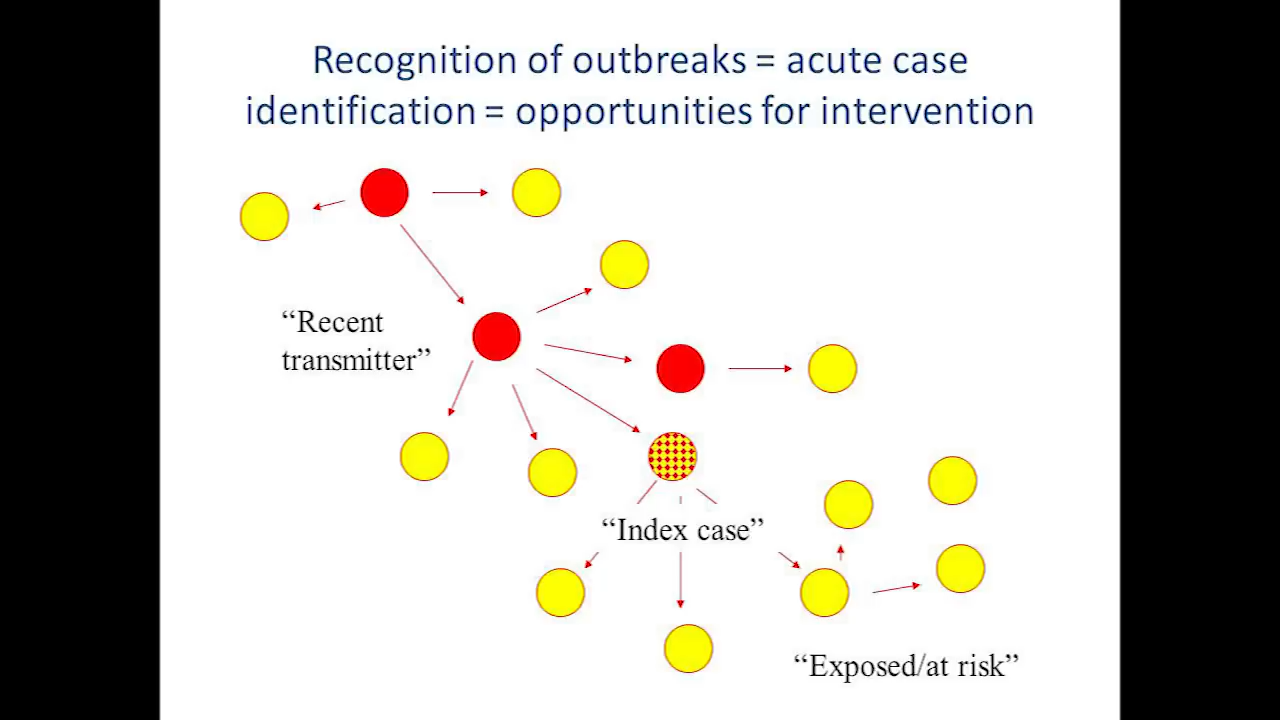 Recognition of outbreaks = acute case
identification = opportunities for intervention
“Recent
transmitter”
“Index case”
“Exposed/at risk”